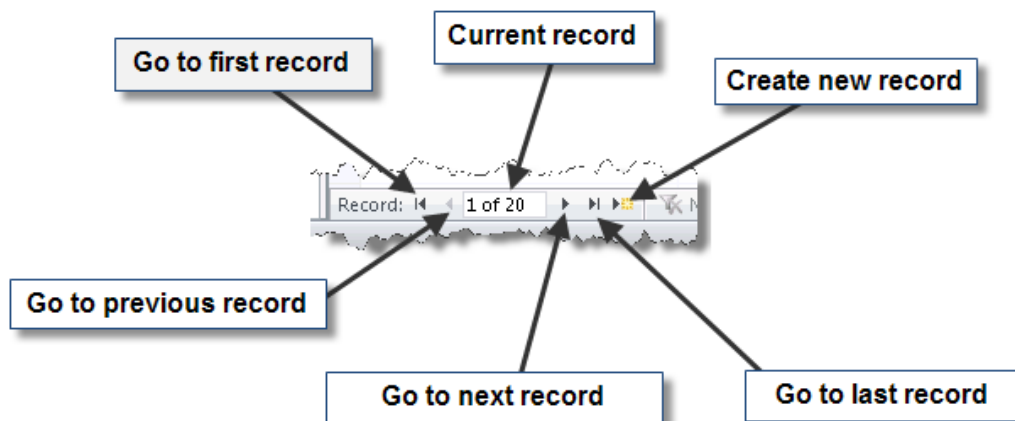 Current record
Go to first record
Create new record
Record: 1 of 20
Go to previous record
Go to next record
Go to last record